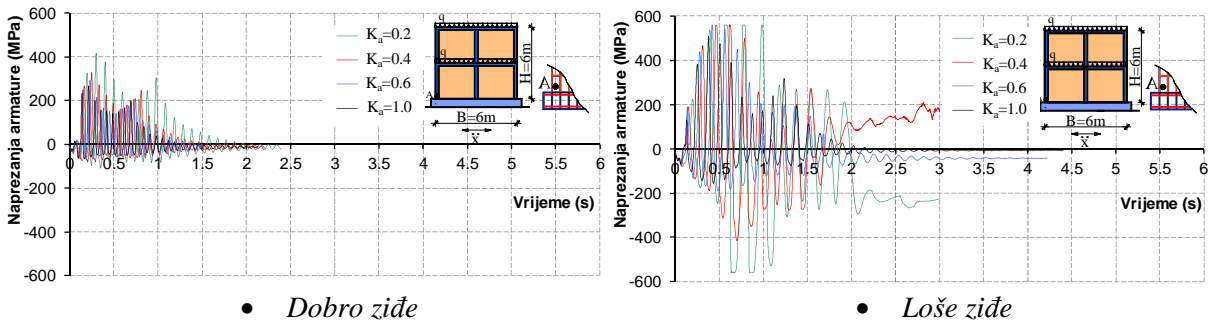 Naprezanja armature (MPa)
600
400
200
0
-200
-400
-600
0 0.5 1 1.5 2 2.5 3 3.5 4 4.5 5 5.5 6
Vrijeme (s)
Ka=0.2
Ka=0.4
Ka=0.6
Ka=1.0
q
q
A
H=6m
B=6m
ẍ
A
• Dobro ziđe
Naprezanja armature (MPa)
600
400
200
0
-200
-400
-600
0 0.5 1 1.5 2 2.5 3 3.5 4 4.5 5 5.5 6
Vrijeme (s)
Ka=0.2
Ka=0.4
Ka=0.6
Ka=1.0
q
q
A
H=6m
B=6m
ẍ
A
• Loše ziđe